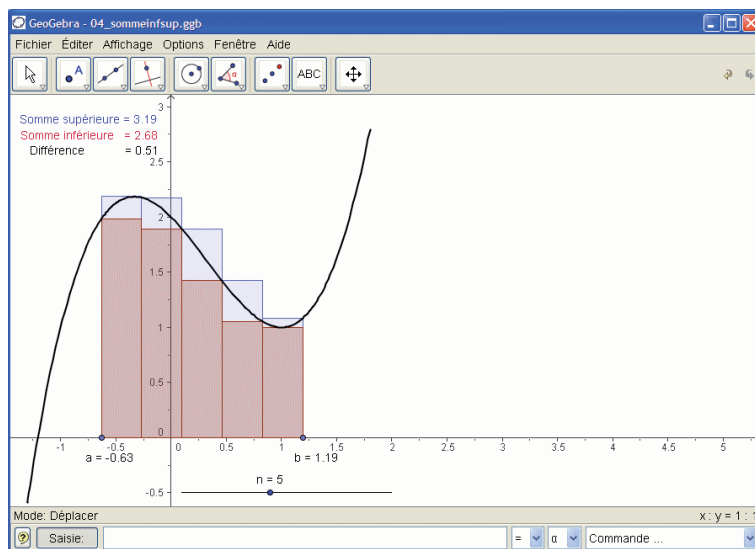 GeoGebra - 04_sommeinfsup.ggb
Fichier Éditer Affichage Options Fenêtre Aide
A
α
ABC
Somme supérieure = 3.19
Somme inférieure = 2.68
Différence = 0.51
3
2.5
2
1.5
1
0.5
0
-0.5
-1 -0.5 0 0.5 1 1.5 2 2.5 3 3.5 4 4.5 5
a = -0.63
b = 1.19
n = 5
Mode: Déplacer
x : y = 1 : 1
Saisie:
=
α
Commande ...